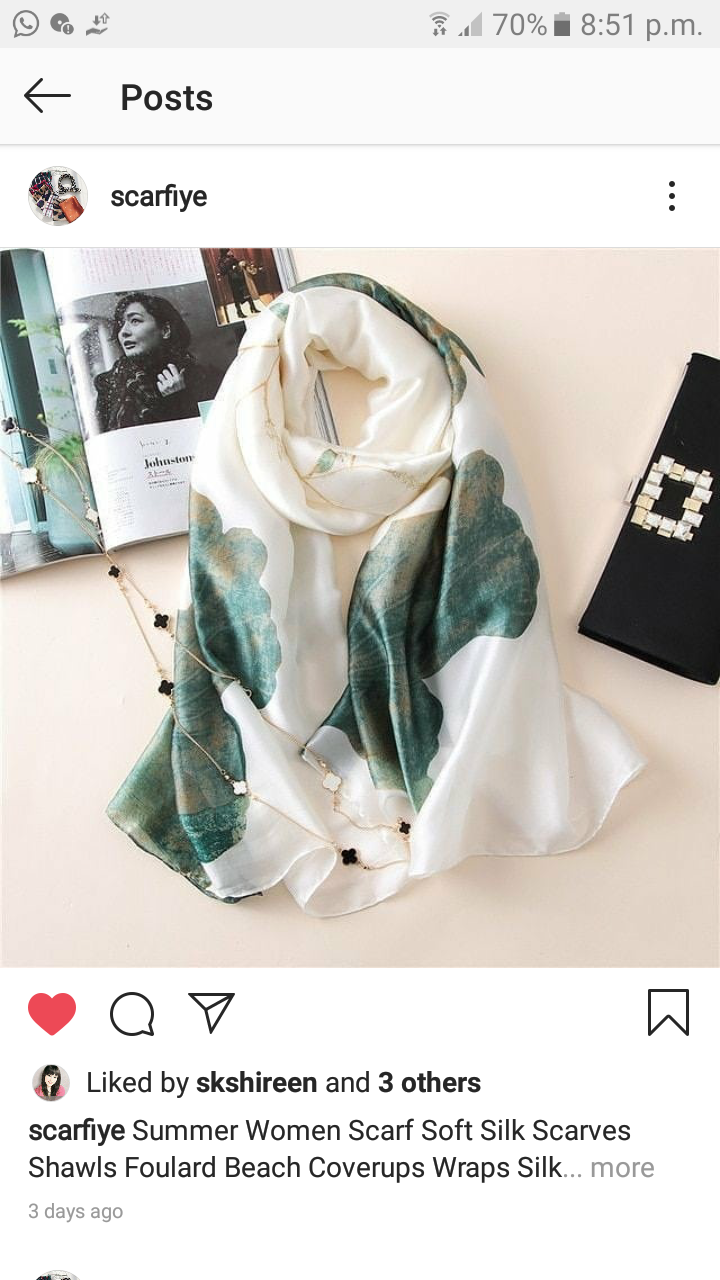 70% 8:51 p.m.
Posts
scarfiye
Johnston
Liked by skshireen and 3 others
scarfiye Summer Women Scarf Soft Silk Scarves
Shawls Foulard Beach Coverups Wraps Silk... more
3 days ago